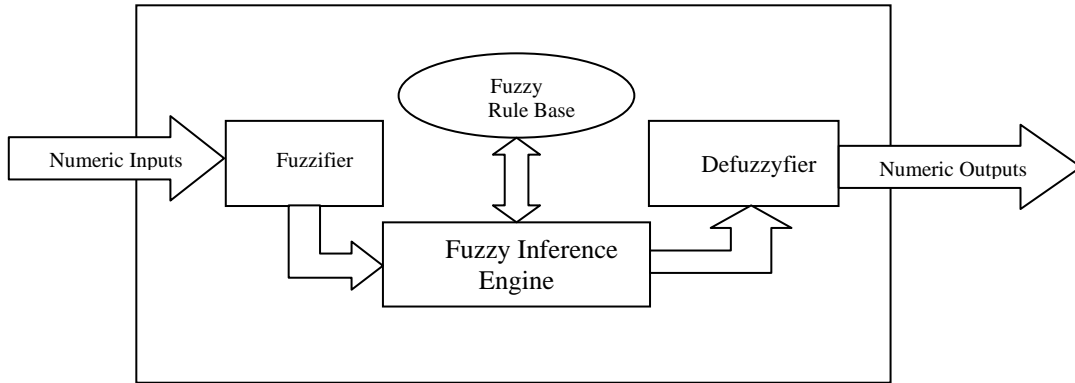 Fuzzy
Rule Base
Numeric Inputs
Fuzzifier
Defuzzyfier
Numeric Outputs
Fuzzy Inference
Engine